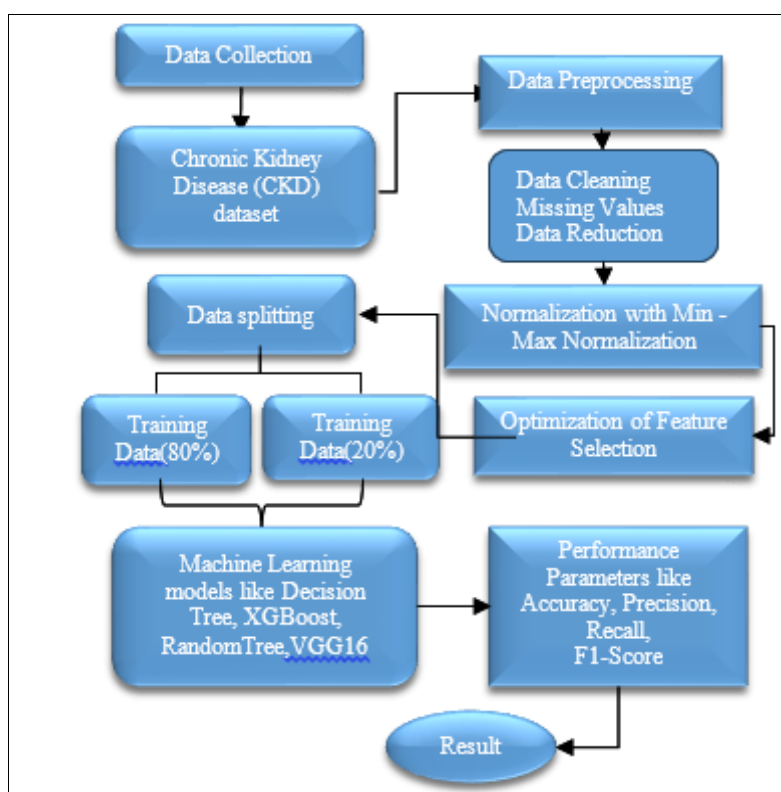 Data Collection
Chronic Kidney
Disease (CKD)
dataset
Data Preprocessing
Data Cleaning
Missing Values
Data Reduction
Normalization with Min -
Max Normalization
Optimization of Feature
Selection
Data splitting
Training
Data(80%)
Training
Data(20%)
Machine Learning
models like Decision
Tree, XGBoost,
RandomTree,VGG16
Performance
Parameters like
Accuracy, Precision,
Recall,
F1-Score
Result